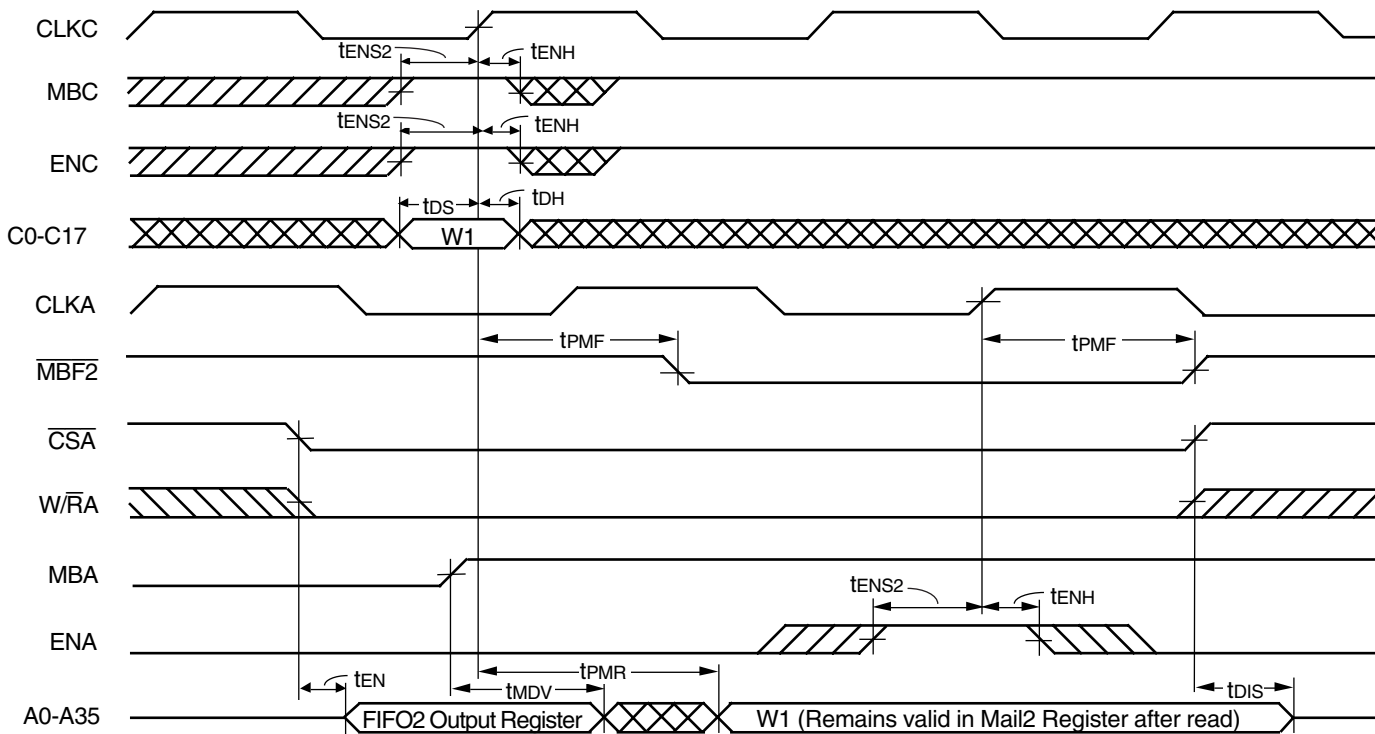 CLKC
tENS2
tENH
MBC
tENS2
tENH
ENC
tDS
tDH
C0-C17
W1
CLKA
tPMF
tPMF
MBF2
CSA
W/RA
MBA
tENS2
tENH
ENA
tPMR
tEN
tMDV
tDIS
A0-A35
FIFO2 Output Register
W1 (Remains valid in Mail2 Register after read)